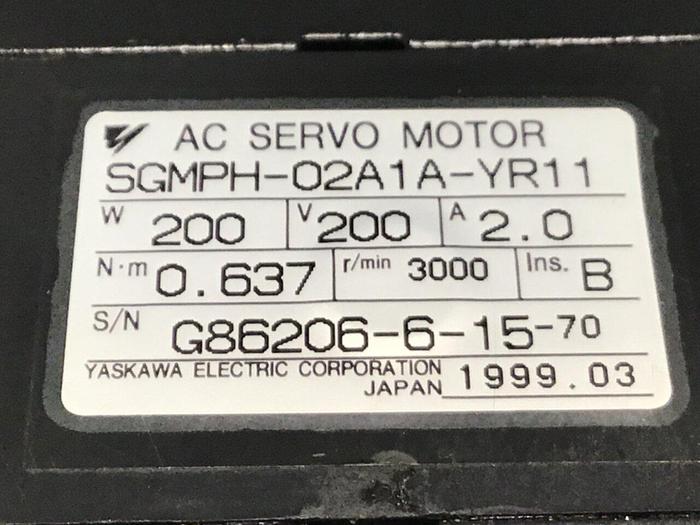 AC SERVO MOTOR
SGMPH-02A1A-YR11
W 200 V 200 A 2.0
N·m 0.637 r/min 3000 Ins. B
S/N G86206-6-15-70
YASKAWA ELECTRIC CORPORATION
JAPAN 1999.03